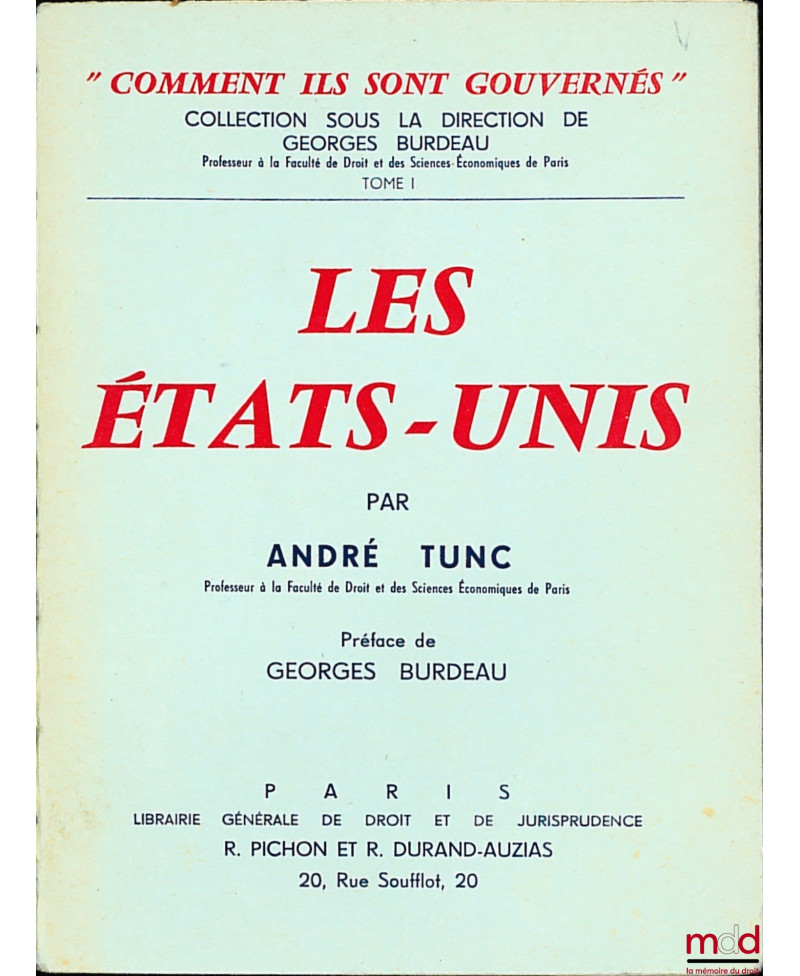 " COMMENT ILS SONT GOUVERNÉS "
COLLECTION SOUS LA DIRECTION DE
GEORGES BURDEAU
Professeur à la Faculté de Droit et des Sciences Économiques de Paris
TOME I
LES
ÉTATS-UNIS
PAR
ANDRÉ TUNC
Professeur à la Faculté de Droit et des Sciences Économiques de Paris
Préface de
GEORGES BURDEAU
PARIS
LIBRAIRIE GÉNÉRALE DE DROIT ET DE JURISPRUDENCE
R. PICHON ET R. DURAND-AUZIAS
20, Rue Soufflot, 20
mdd
la mémoire du droit